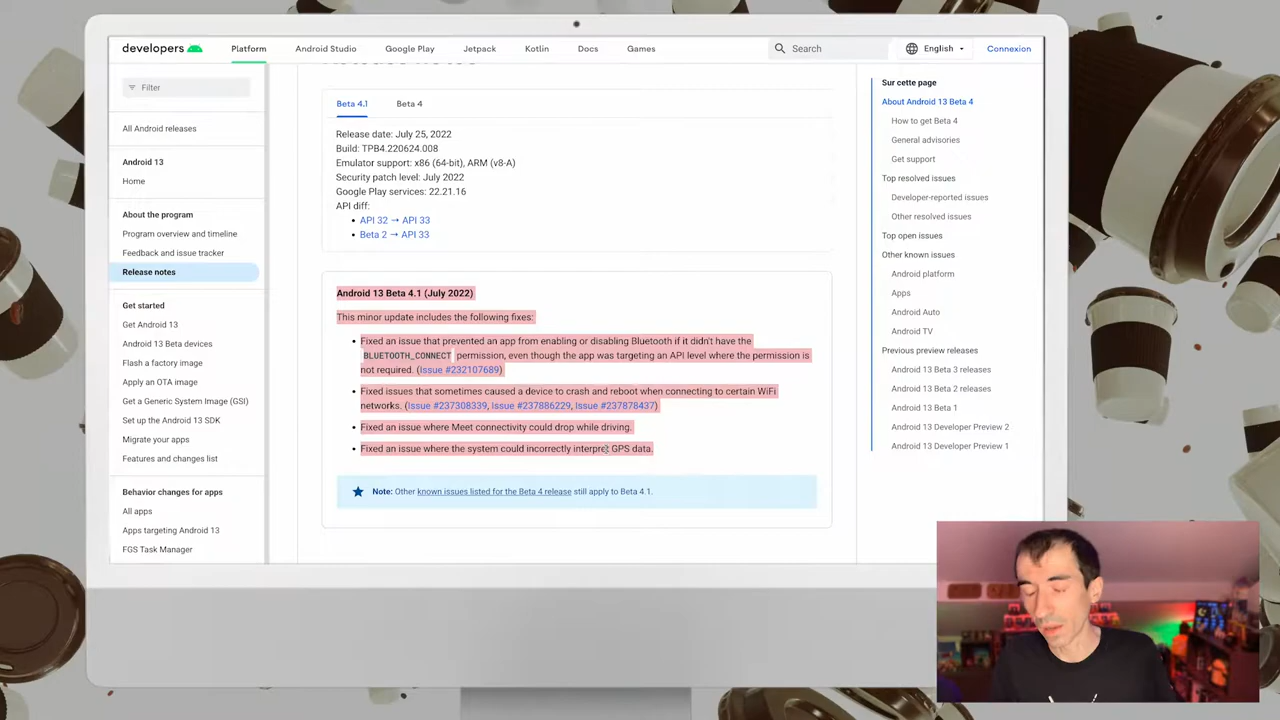 developers
Platform
Android Studio
Google Play
Jetpack
Kotlin
Docs
Games
Search
English
Connexion
Filter
All Android releases
Android 13
Home
About the program
Program overview and timeline
Feedback and issue tracker
Release notes
Get started
Get Android 13
Android 13 Beta devices
Flash a factory image
Apply an OTA image
Get a Generic System Image (GSI)
Set up the Android 13 SDK
Migrate your apps
Features and changes list
Behavior changes for apps
All apps
Apps targeting Android 13
FGS Task Manager
Release notes
Beta 4.1
Beta 4
Release date: July 25, 2022
Build: TPB4.220624.008
Emulator support: x86 (64-bit), ARM (v8-A)
Security patch level: July 2022
Google Play services: 22.21.16
API diff:
• API 32 → API 33
• Beta 2 → API 33
Android 13 Beta 4.1 (July 2022)
This minor update includes the following fixes:
• Fixed an issue that prevented an app from enabling or disabling Bluetooth if it didn't have the
BLUETOOTH_CONNECT permission, even though the app was targeting an API level where the permission is
not required. (Issue #232107689)
• Fixed issues that sometimes caused a device to crash and reboot when connecting to certain WiFi
networks. (Issue #237308339, Issue #237886229, Issue #237878437)
• Fixed an issue where Meet connectivity could drop while driving.
• Fixed an issue where the system could incorrectly interpret GPS data.
Note: Other known issues listed for the Beta 4 release still apply to Beta 4.1.
Sur cette page
About Android 13 Beta 4
How to get Beta 4
General advisories
Get support
Top resolved issues
Developer-reported issues
Other resolved issues
Top open issues
Other known issues
Android platform
Apps
Android Auto
Android TV
Previous preview releases
Android 13 Beta 3 releases
Android 13 Beta 2 releases
Android 13 Beta 1
Android 13 Developer Preview 2
Android 13 Developer Preview 1